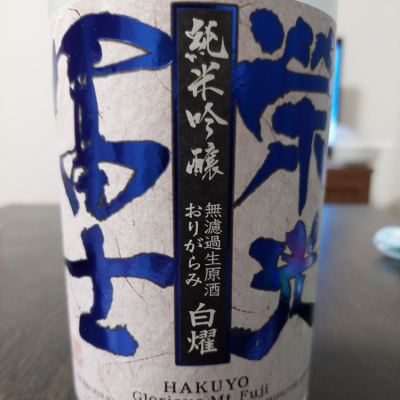 栄光
冨士
純米吟醸
無濾過生原酒
おりがらみ
白燿
HAKUYO
Glorious Mt. Fuji